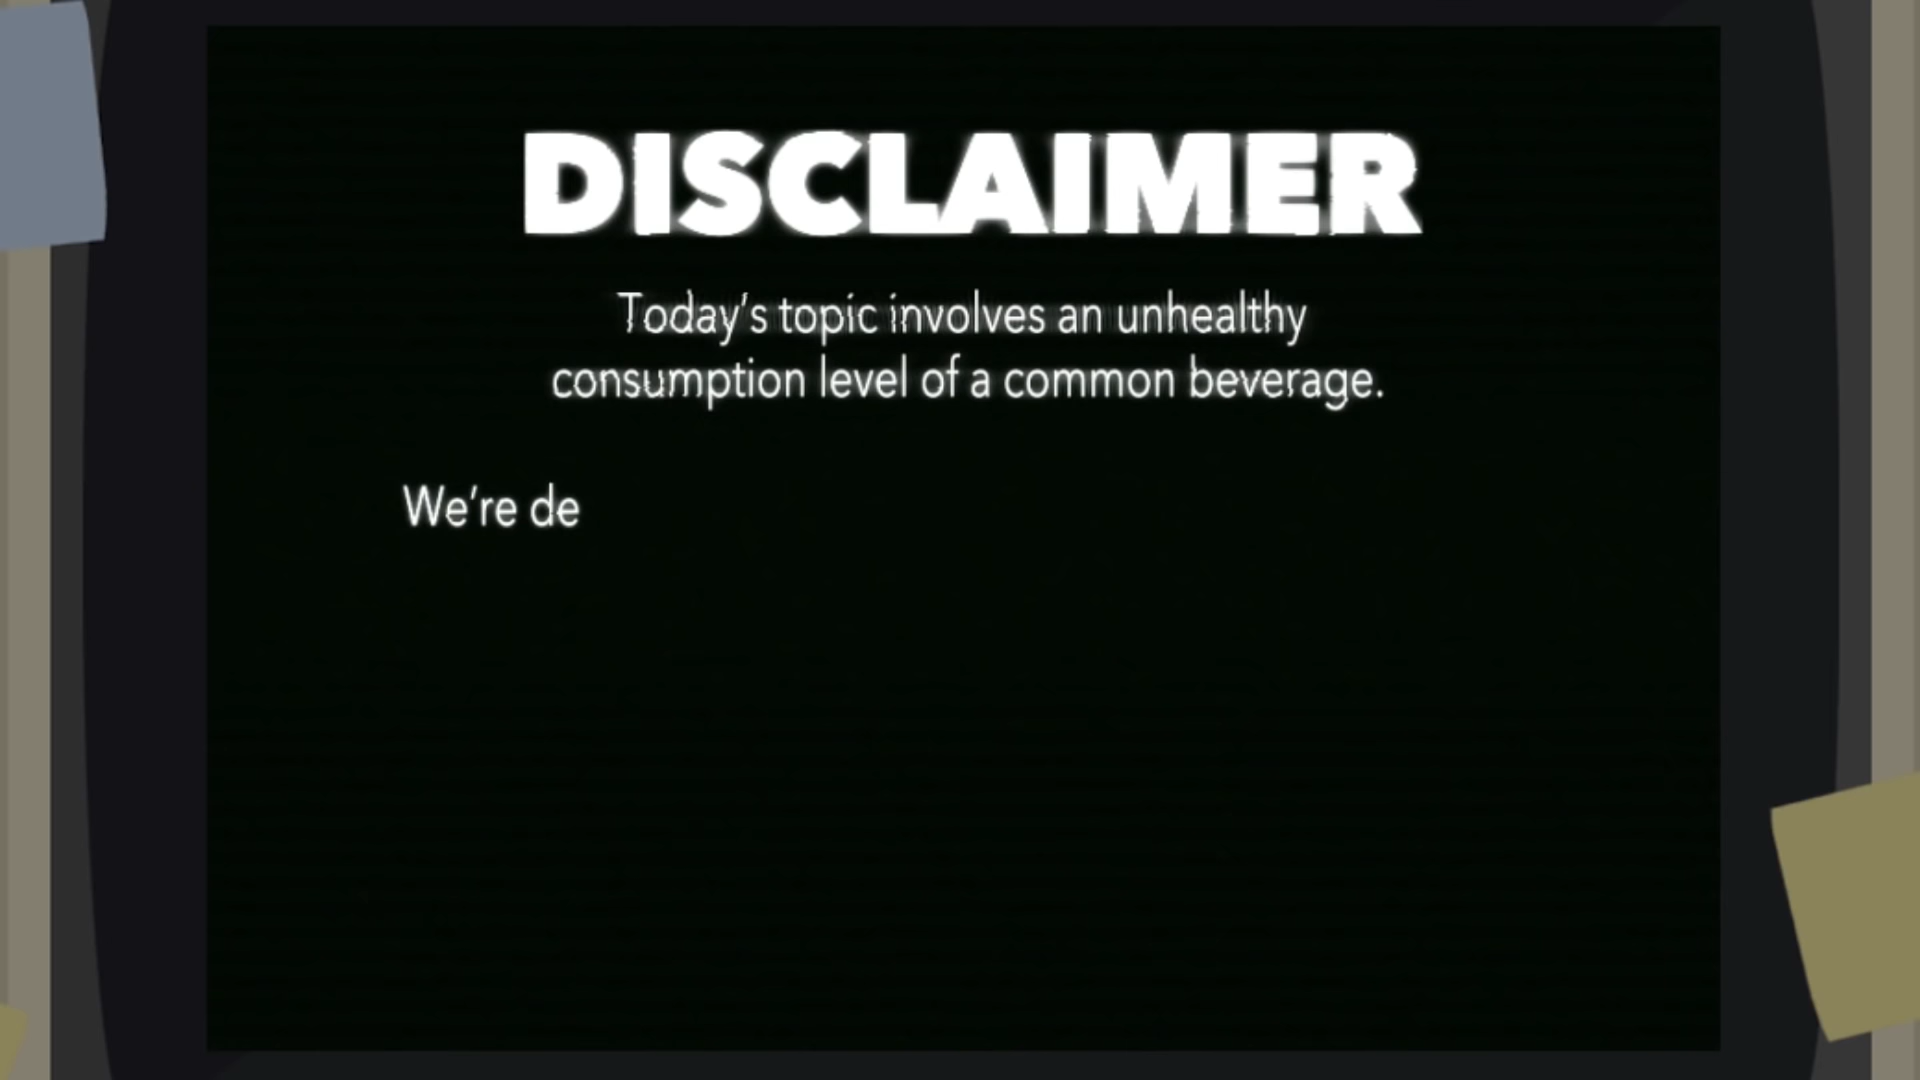 DISCLAIMER
Today's topic involves an unhealthy
consumption level of a common beverage.
We're de